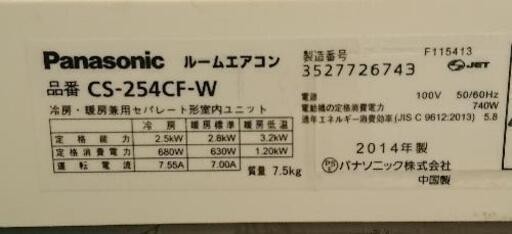 Panasonic ルームエアコン
品番 CS-254CF-W
冷房・暖房兼用セパレート形室内ユニット
冷房 暖房標準 暖房低温
定格能力 2.5kW 2.8kW 3.2kW
定格消費電力 680W 630W 1.20kW
運転電流 7.55A 7.00A
質量 7.5kg
製造番号 F115413
3527726743 JET
電源 100V 50/60Hz
電動機の定格消費電力 740W
通年エネルギー消費効率(JIS C 9612:2013) 5.8
2014年製
PS パナソニック株式会社
中国製